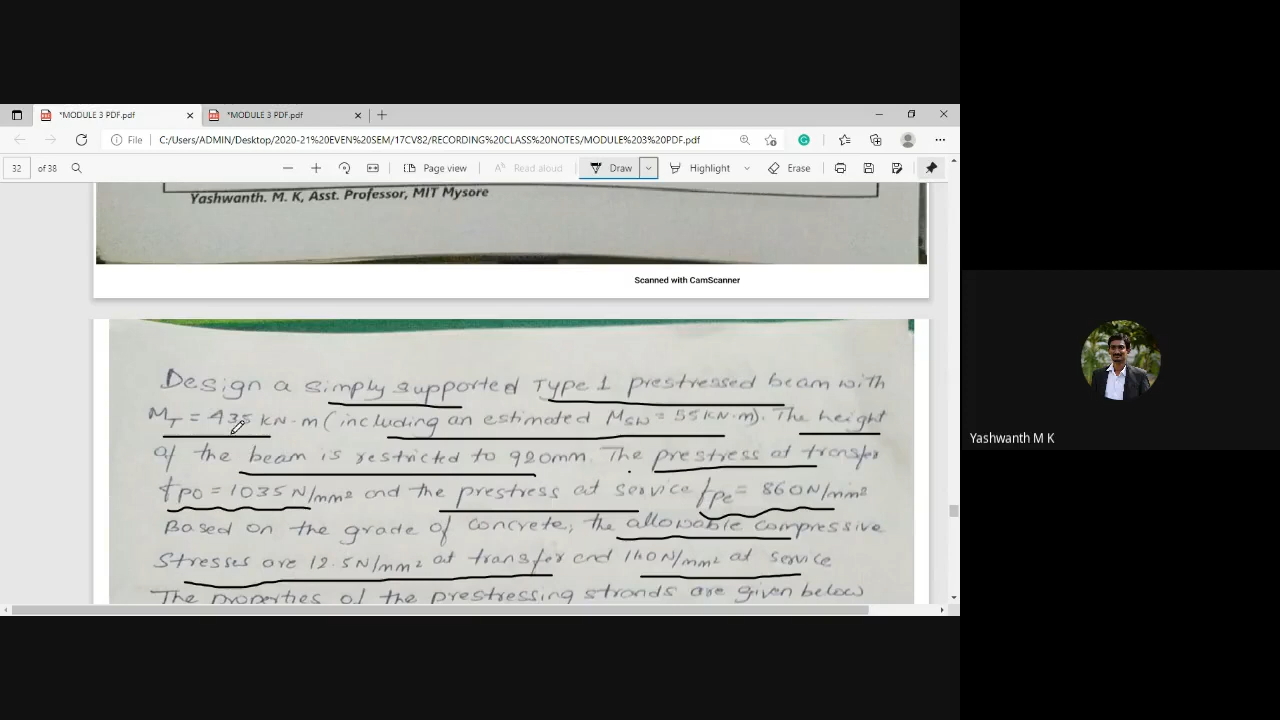 *MODULE 3 PDF.pdf
*MODULE 3 PDF.pdf
File
C:/Users/ADMIN/Desktop/2020-21%20EVEN%20SEM/17CV82/RECORDING%20CLASS%20NOTES/MODULE%203%20PDF.pdf
32 of 38
Page view
Read aloud
Draw
Highlight
Erase
Yashwanth. M. K, Asst. Professor, MIT Mysore
Scanned with CamScanner
Design a simply supported Type 1 prestressed beam with
MT = 435 KN·m (including an estimated MSW = 55 KN·m). The height
of the beam is restricted to 920mm. The prestress at transfer
fpo = 1035 N/mm² and the prestress at service fpe = 860N/mm²
Based on the grade of concrete, the allowable compressive
stresses are 12.5N/mm² at transfer and 11.0N/mm² at service
The properties of the prestressing strands are given below
Yashwanth M K